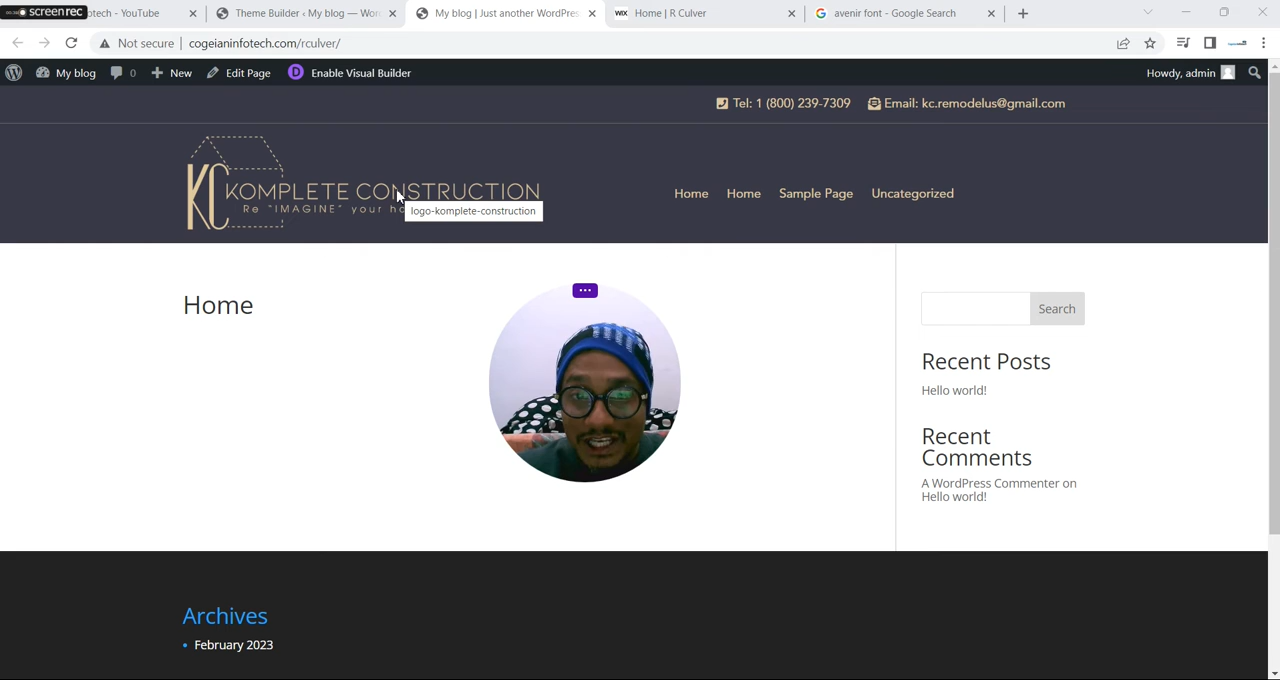 screenrec
otech - YouTube
Theme Builder ‹ My blog — Wor
My blog | Just another WordPres
WIX Home | R Culver
avenir font - Google Search
Not secure
cogeianinfotech.com/rculver/
My blog
0
New
Edit Page
D Enable Visual Builder
Howdy, admin
Tel: 1 (800) 239-7309
Email: kc.remodelus@gmail.com
KC KOMPLETE CONSTRUCTION
Re "IMAGINE" your ho
logo-komplete-construction
Home
Home
Sample Page
Uncategorized
Home
Search
Recent Posts
Hello world!
Recent
Comments
A WordPress Commenter on
Hello world!
Archives
February 2023